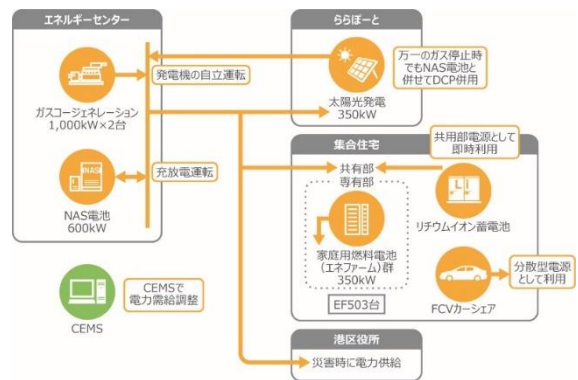 エネルギーセンター
ガスコージェネレーション
1,000kW×2台
発電機の自立運転
NAS
NAS電池
600kW
充放電運転
CEMS
CEMSで
電力需給調整
ららぽーと
太陽光発電
350kW
万一のガス停止時
でもNAS電池と
併せてDCP併用
集合住宅
共用部電源として
即時利用
共有部
専有部
家庭用燃料電池
(エネファーム)群
350kW
EF503台
LI
リチウムイオン蓄電池
FCVカーシェア
分散型電源
として利用
港区役所
災害時に電力供給